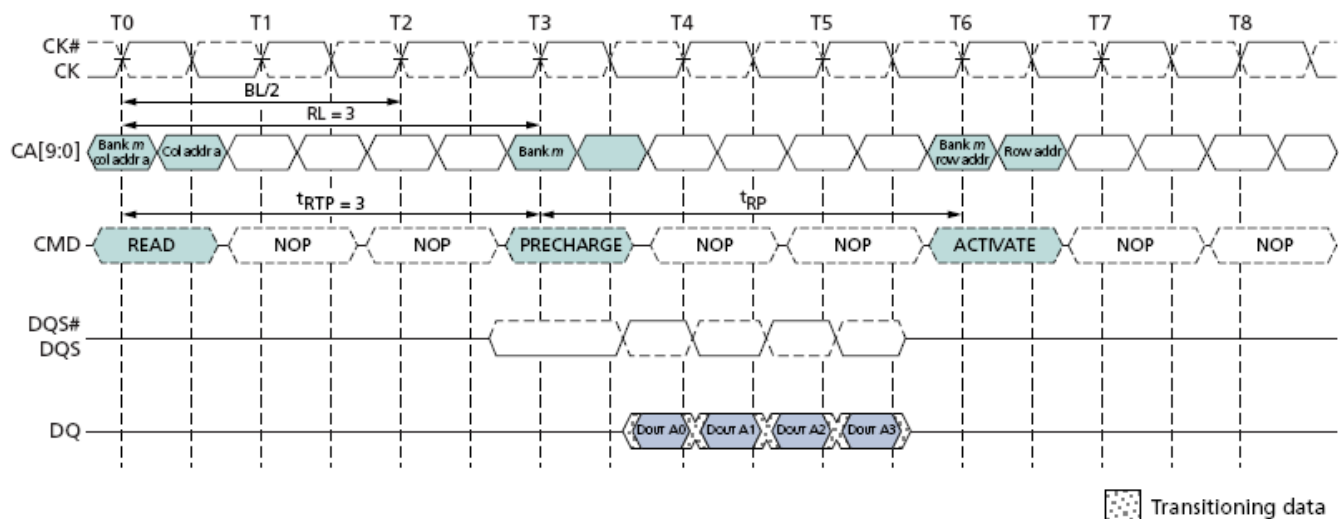 T0 T1 T2 T3 T4 T5 T6 T7 T8
CK#
CK
BL/2
RL = 3
CA[9:0] Bank m col addr a Col addr a Bank m Bank m row addr Row addr
tRTP = 3 tRP
CMD READ NOP NOP PRECHARGE NOP NOP ACTIVATE NOP NOP
DQS#
DQS
DQ DOUT A0 DOUT A1 DOUT A2 DOUT A3
Transitioning data